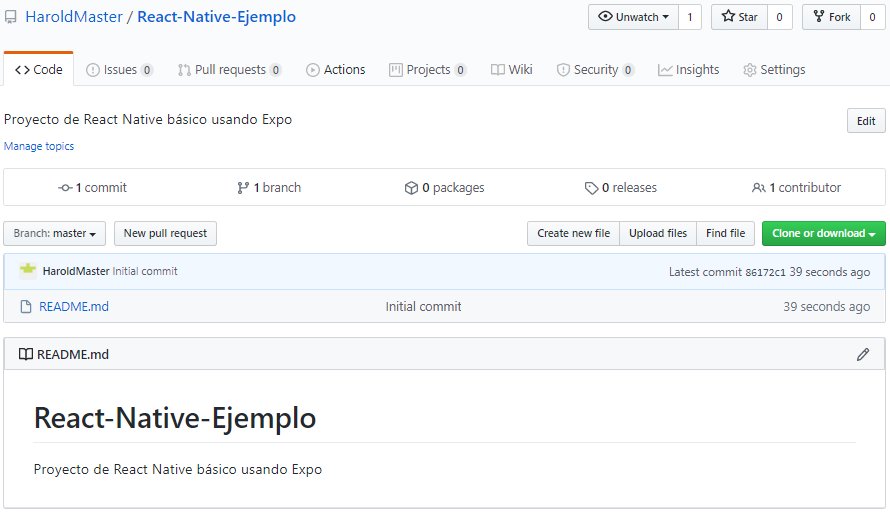 HaroldMaster / React-Native-Ejemplo Unwatch 1 Star 0 Fork 0
Code Issues 0 Pull requests 0 Actions Projects 0 Wiki Security 0 Insights Settings
Proyecto de React Native básico usando Expo Edit
Manage topics
1 commit 1 branch 0 packages 0 releases 1 contributor
Branch: master New pull request Create new file Upload files Find file Clone or download
HaroldMaster Initial commit Latest commit 86172c1 39 seconds ago
README.md Initial commit 39 seconds ago
README.md
React-Native-Ejemplo
Proyecto de React Native básico usando Expo